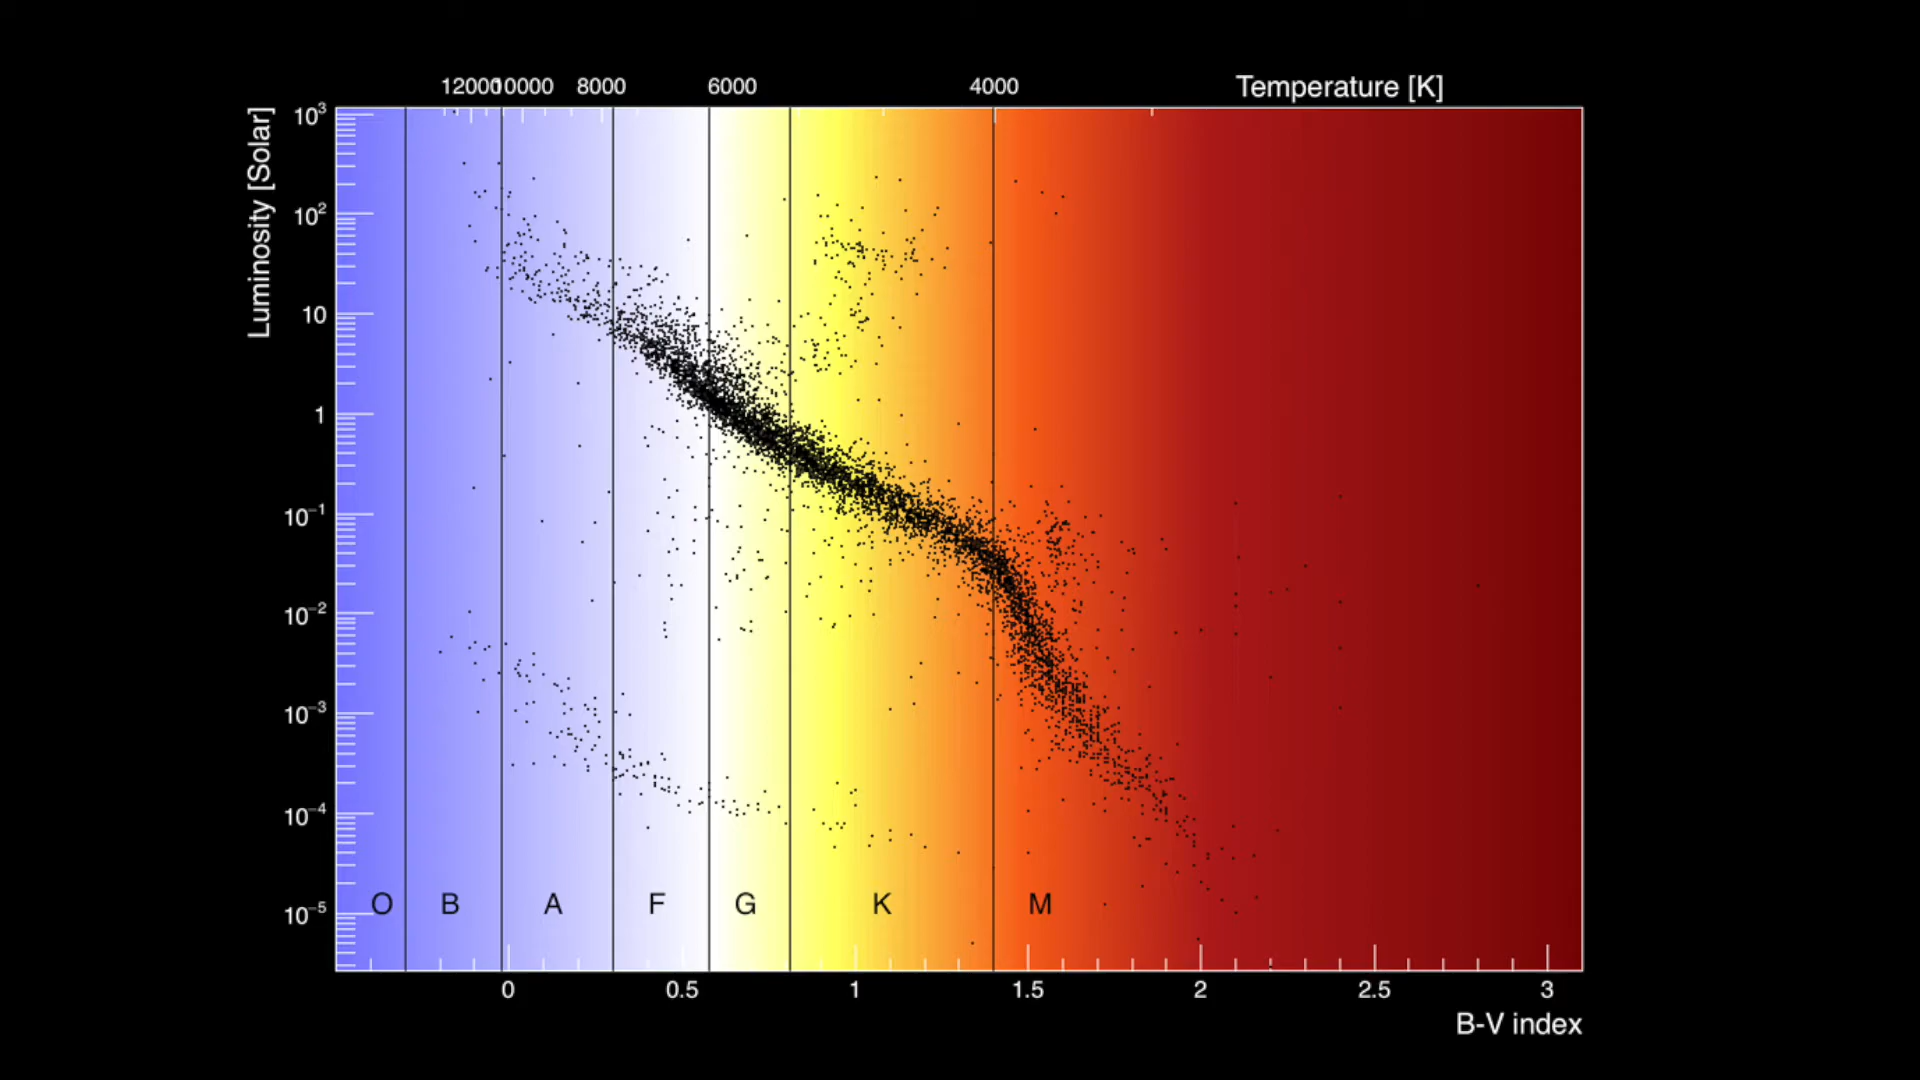 12000 10000 8000 6000 4000 Temperature [K]
Luminosity [Solar]
10³
10²
10
1
10⁻¹
10⁻²
10⁻³
10⁻⁴
10⁻⁵
O B A F G K M
0 0.5 1 1.5 2 2.5 3
B-V index